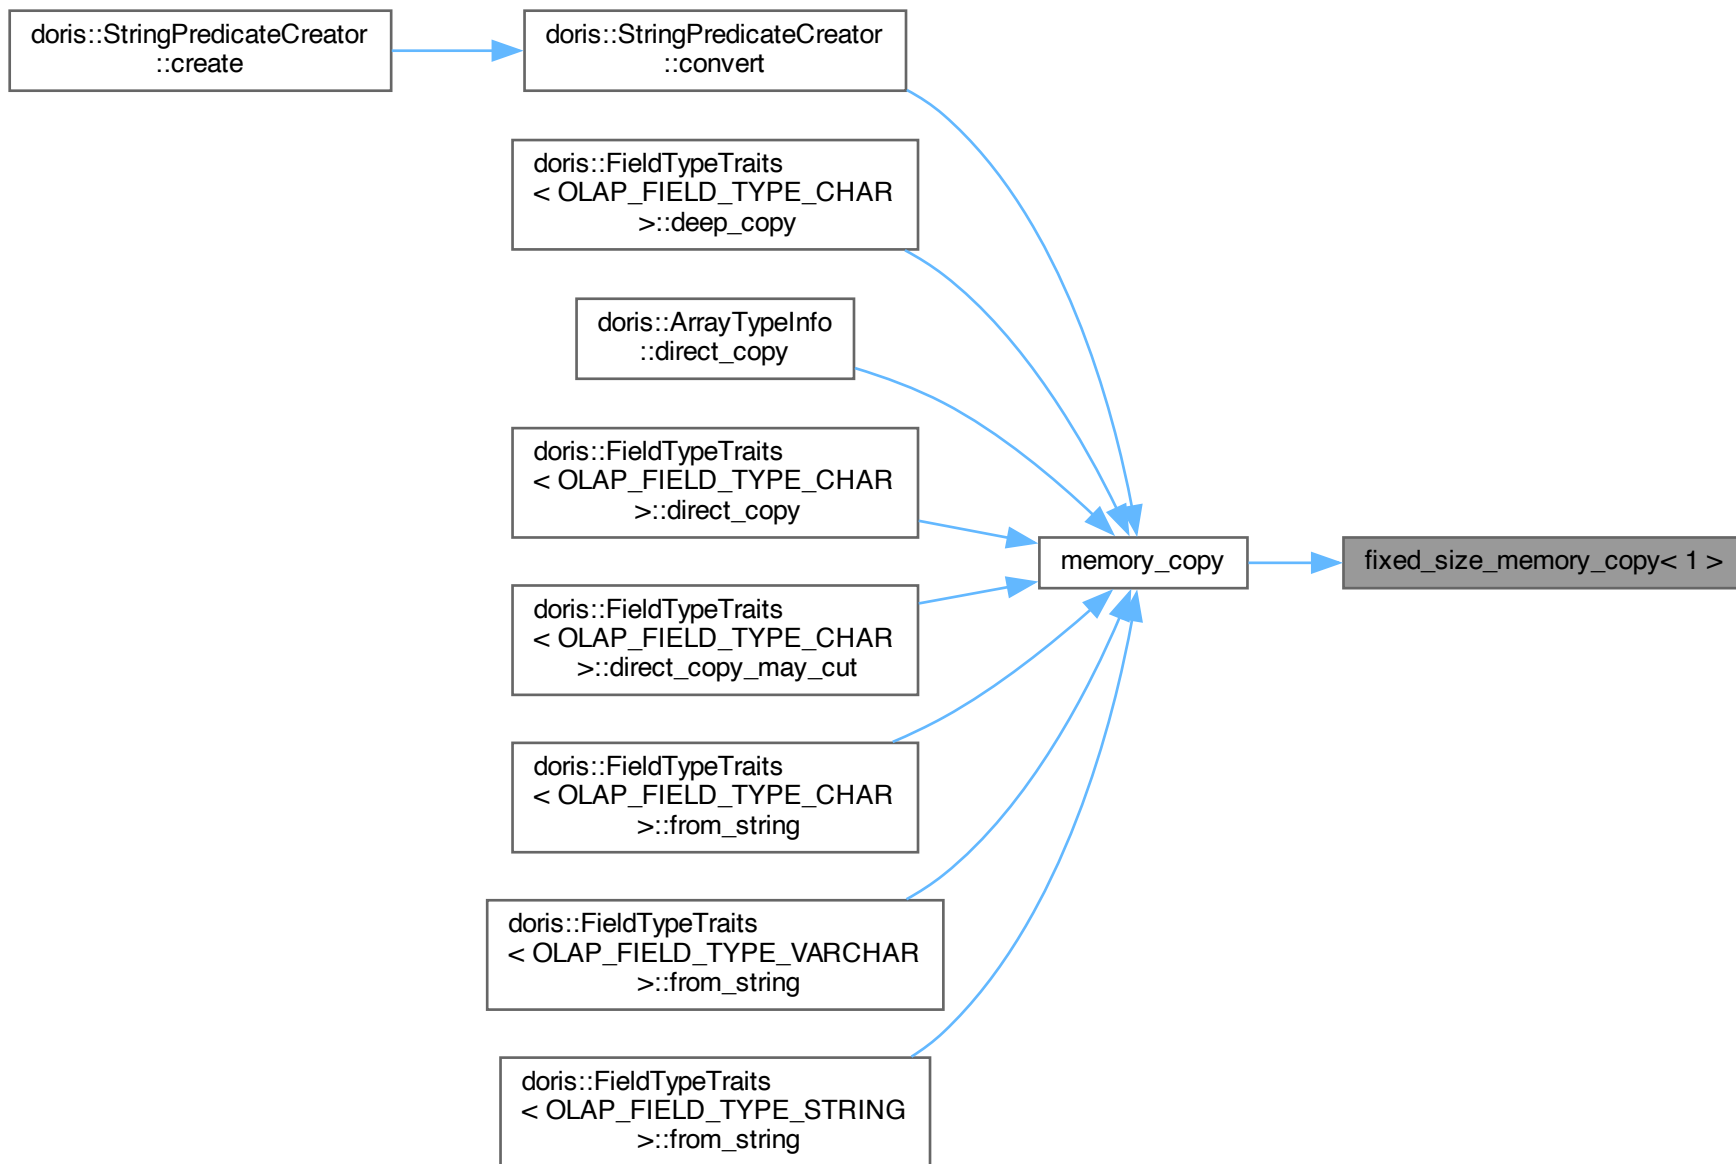 doris::StringPredicateCreator
::create
doris::StringPredicateCreator
::convert
doris::FieldTypeTraits
< OLAP_FIELD_TYPE_CHAR
>::deep_copy
doris::ArrayTypeInfo
::direct_copy
doris::FieldTypeTraits
< OLAP_FIELD_TYPE_CHAR
>::direct_copy
memory_copy
fixed_size_memory_copy< 1 >
doris::FieldTypeTraits
< OLAP_FIELD_TYPE_CHAR
>::direct_copy_may_cut
doris::FieldTypeTraits
< OLAP_FIELD_TYPE_CHAR
>::from_string
doris::FieldTypeTraits
< OLAP_FIELD_TYPE_VARCHAR
>::from_string
doris::FieldTypeTraits
< OLAP_FIELD_TYPE_STRING
>::from_string